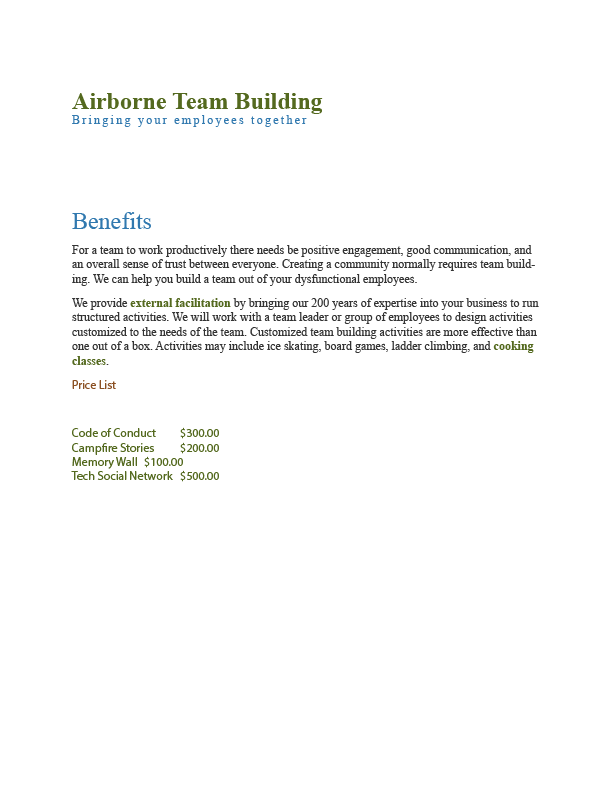 Airborne Team Building
Bringing your employees together
Benefits
For a team to work productively there needs be positive engagement, good communication, and
an overall sense of trust between everyone. Creating a community normally requires team build-
ing. We can help you build a team out of your dysfunctional employees.
We provide external facilitation by bringing our 200 years of expertise into your business to run
structured activities. We will work with a team leader or group of employees to design activities
customized to the needs of the team. Customized team building activities are more effective than
one out of a box. Activities may include ice skating, board games, ladder climbing, and cooking
classes.
Price List
Code of Conduct $300.00
Campfire Stories $200.00
Memory Wall $100.00
Tech Social Network $500.00